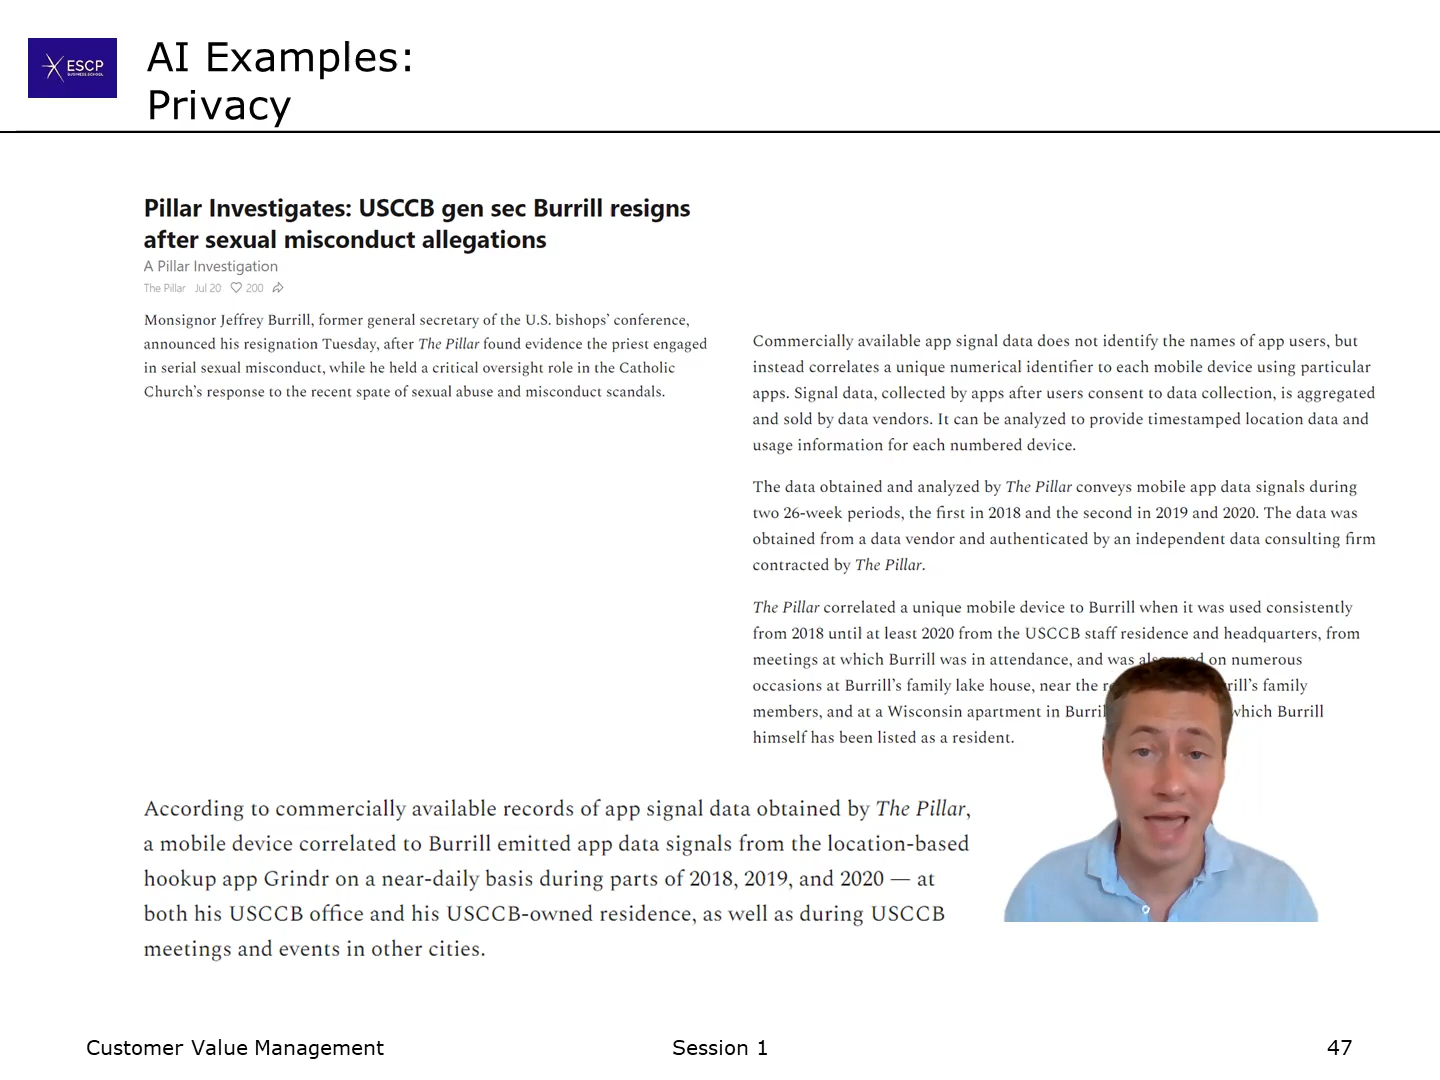 ESCP
BUSINESS SCHOOL
AI Examples:
Privacy
Pillar Investigates: USCCB gen sec Burrill resigns
after sexual misconduct allegations
A Pillar Investigation
The Pillar Jul 20 200
Monsignor Jeffrey Burrill, former general secretary of the U.S. bishops’ conference,
announced his resignation Tuesday, after The Pillar found evidence the priest engaged
in serial sexual misconduct, while he held a critical oversight role in the Catholic
Church’s response to the recent spate of sexual abuse and misconduct scandals.
Commercially available app signal data does not identify the names of app users, but
instead correlates a unique numerical identifier to each mobile device using particular
apps. Signal data, collected by apps after users consent to data collection, is aggregated
and sold by data vendors. It can be analyzed to provide timestamped location data and
usage information for each numbered device.
The data obtained and analyzed by The Pillar conveys mobile app data signals during
two 26-week periods, the first in 2018 and the second in 2019 and 2020. The data was
obtained from a data vendor and authenticated by an independent data consulting firm
contracted by The Pillar.
The Pillar correlated a unique mobile device to Burrill when it was used consistently
from 2018 until at least 2020 from the USCCB staff residence and headquarters, from
meetings at which Burrill was in attendance, and was also used on numerous
occasions at Burrill’s family lake house, near the family
members, and at a Wisconsin apartment in which Burrill
himself has been listed as a resident.
According to commercially available records of app signal data obtained by The Pillar,
a mobile device correlated to Burrill emitted app data signals from the location-based
hookup app Grindr on a near-daily basis during parts of 2018, 2019, and 2020 — at
both his USCCB office and his USCCB-owned residence, as well as during USCCB
meetings and events in other cities.
Customer Value Management
Session 1
47